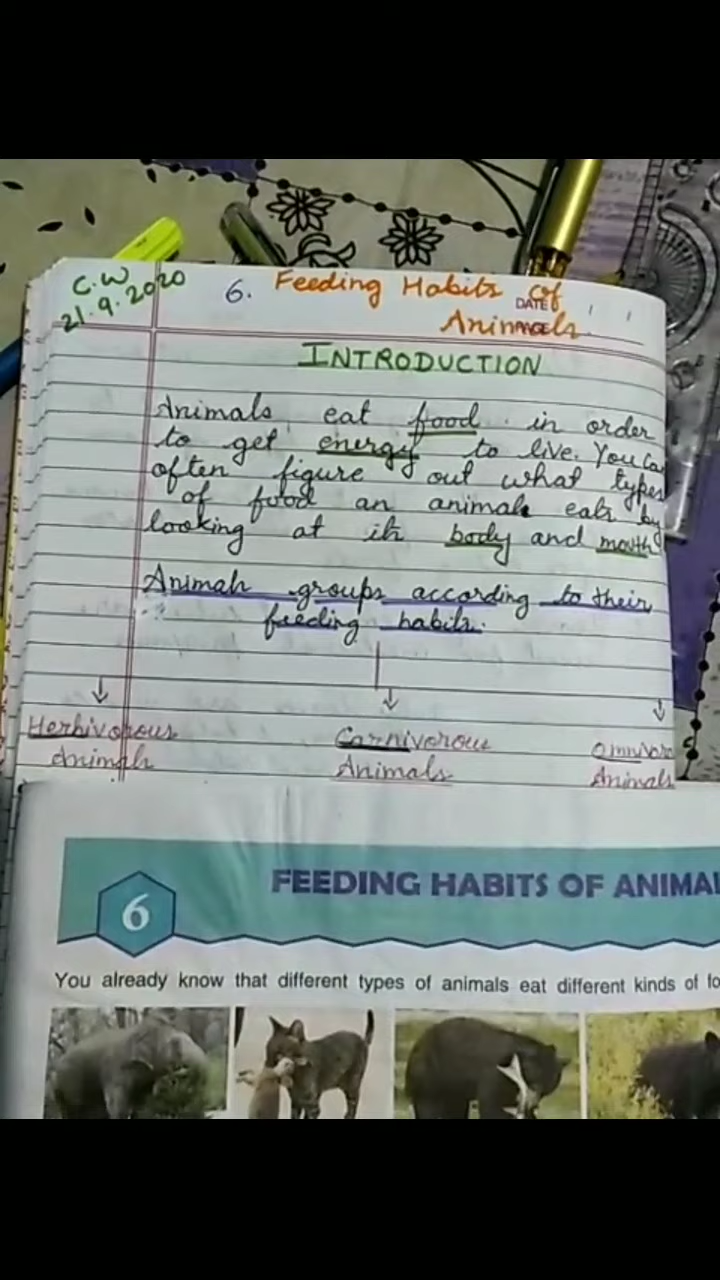 C.W
21.9.2020
6. Feeding Habits of
DATE
Animals.
INTRODUCTION
Animals eat food in order
to get energy to live. You Can
often figure out what types
of food an animal eats by
looking at its body and mouth
Animals groups according to their
feeding habits.
Herbivorous Carnivorous Omnivoro
Animals Animals Animals
6
FEEDING HABITS OF ANIMAL
You already know that different types of animals eat different kinds of fo